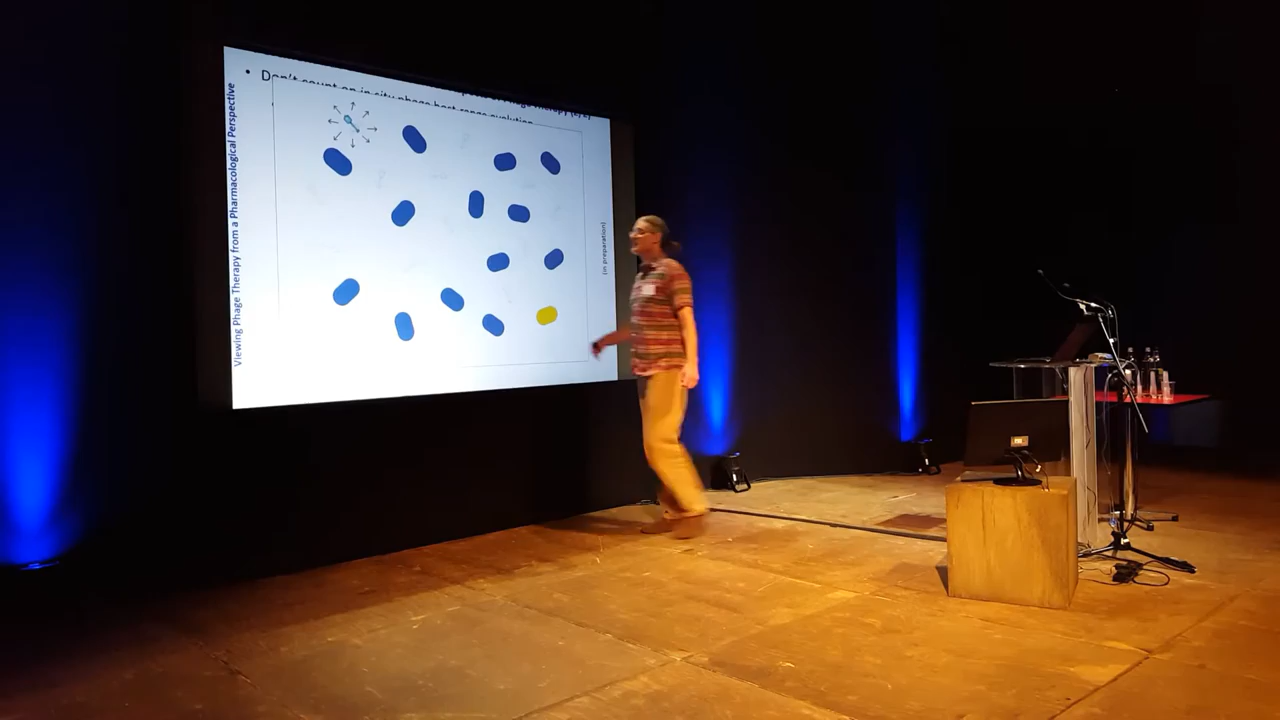 Viewing Phage Therapy from a Pharmacological Perspective
• Don't count on in situ phage host range evolution
(in preparation)